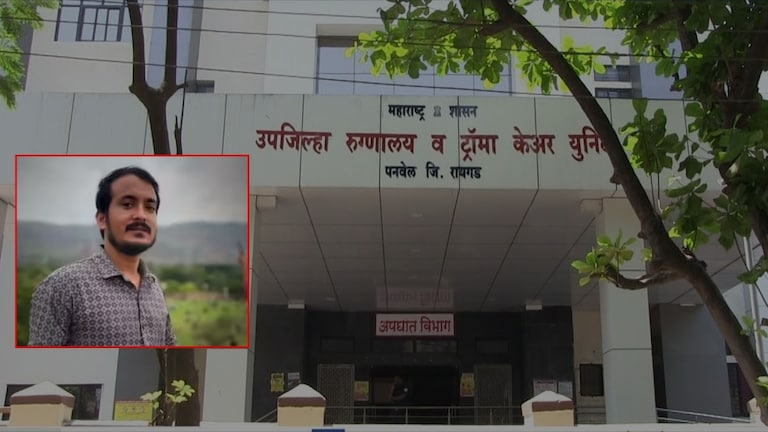 महाराष्ट्र शासन
उपजिल्हा रुग्णालय व ट्रॉमा केअर
पनवेल जि. रायगड
अपघात विभाग